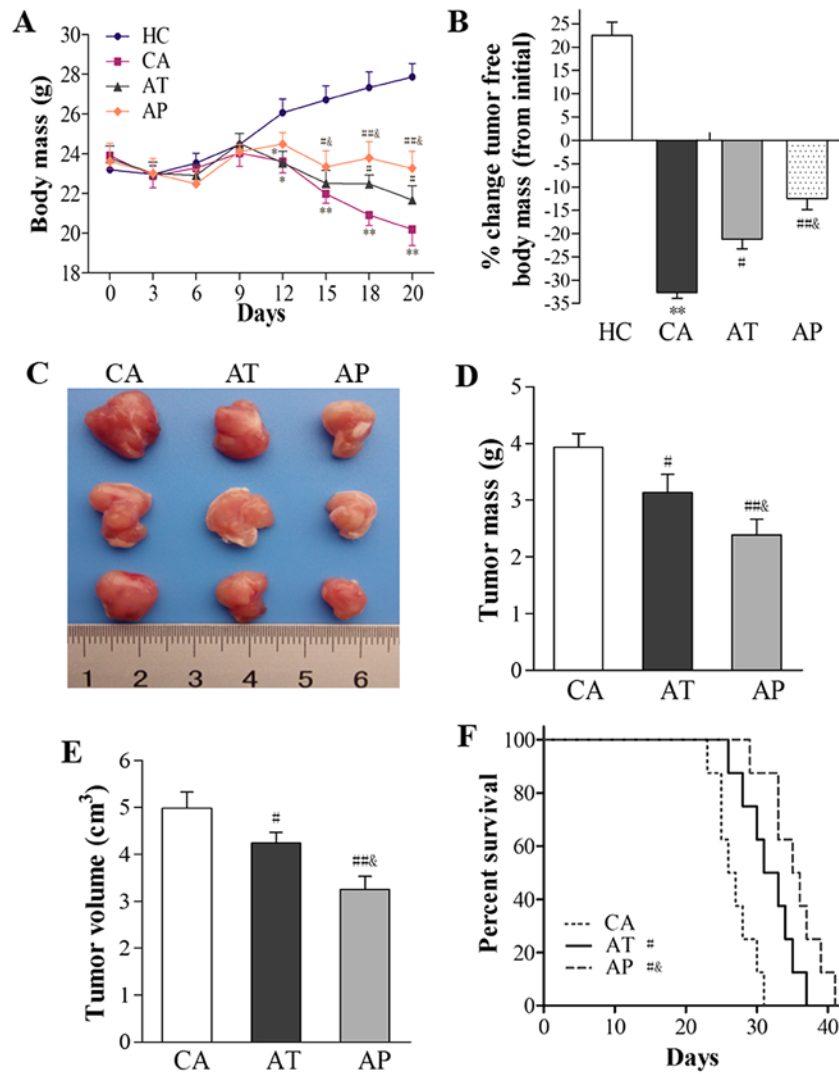 A
Body mass (g)
30
28
26
24
22
20
18
HC
CA
AT
AP
*
*
#&
**
##&
#
**
##&
#
**
0 3 6 9 12 15 18 20
Days
B
% change tumor free
body mass (from initial)
25
20
15
10
5
0
-5
-10
-15
-20
-25
-30
-35
**
#
##&
HC CA AT AP
C
CA AT AP
1 2 3 4 5 6
D
Tumor mass (g)
5
4
3
2
1
0
#
##&
CA AT AP
E
Tumor volume (cm³)
6
5
4
3
2
1
0
#
##&
CA AT AP
F
Percent survival
100
80
60
40
20
0
CA
AT #
AP #&
0 10 20 30 40
Days